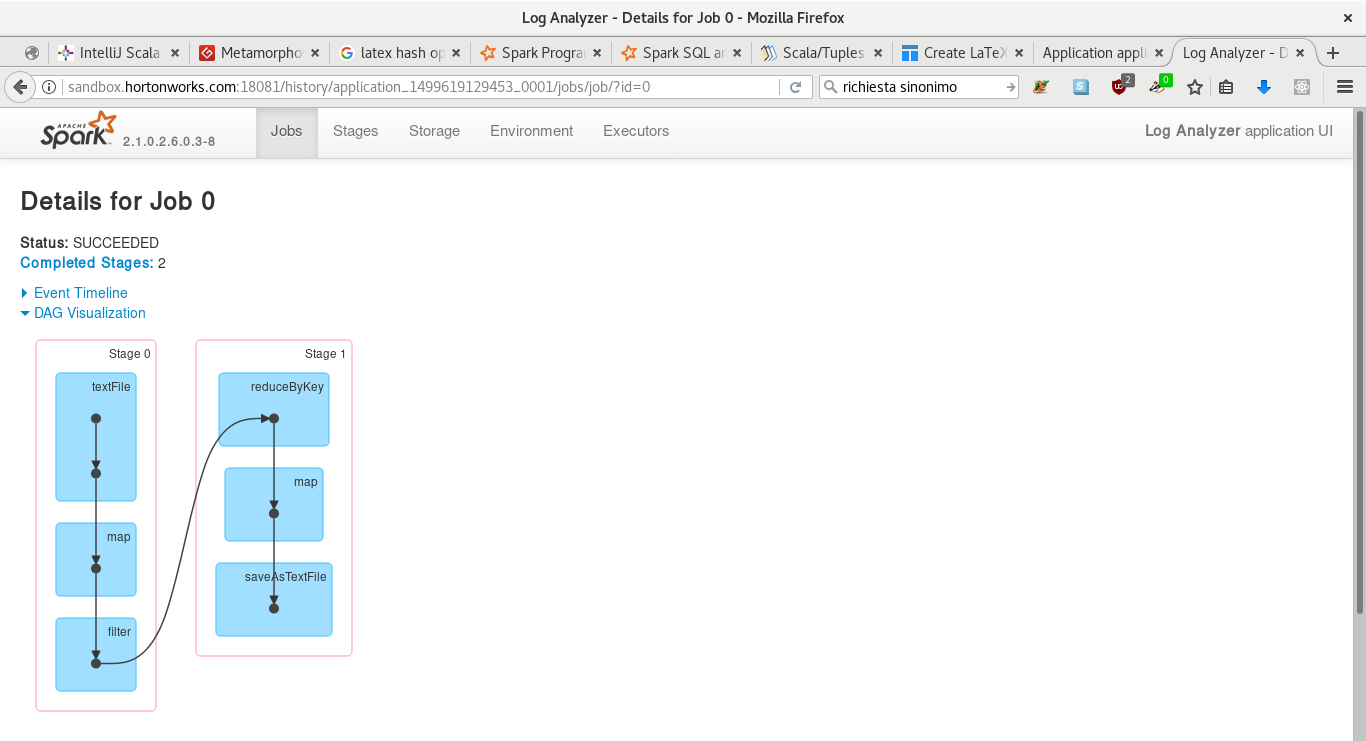 Log Analyzer - Details for Job 0 - Mozilla Firefox
IntelliJ Scala
Metamorpho
latex hash op
Spark Progra
Spark SQL a
Scala/Tuples
Create LaTeX
Application appli
Log Analyzer - D
sandbox.hortonworks.com:18081/history/application_1499619129453_0001/jobs/job/?id=0
richiesta sinonimo
2
0
APACHE
Spark 2.1.0.2.6.0.3-8
Jobs
Stages
Storage
Environment
Executors
Log Analyzer application UI
Details for Job 0
Status: SUCCEEDED
Completed Stages: 2
Event Timeline
DAG Visualization
Stage 0
textFile
map
filter
Stage 1
reduceByKey
map
saveAsTextFile